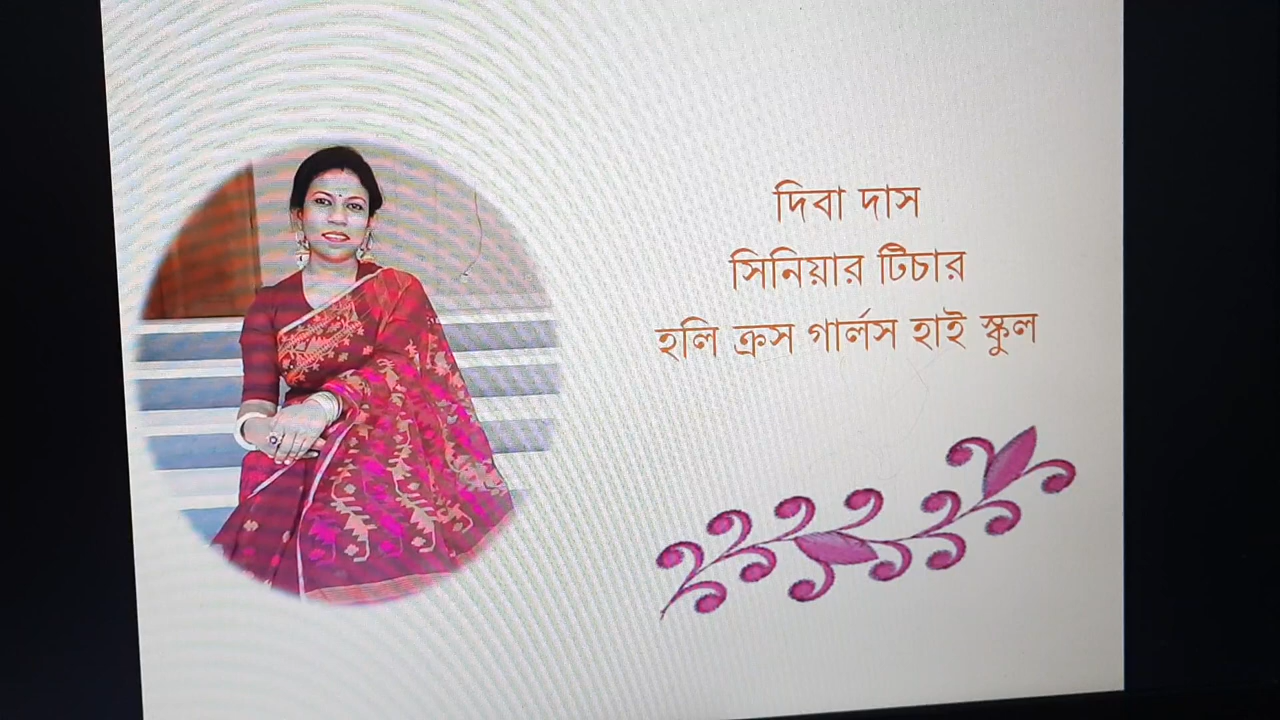 দিবা দাস
সিনিয়ার টিচার
হলি ক্রস গার্লস হাই স্কুল